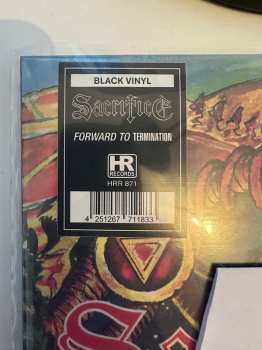 BLACK VINYL
Sacrifice
FORWARD TO TERMINATION
HR
RECORDS
HRR 871
4 251267 711833